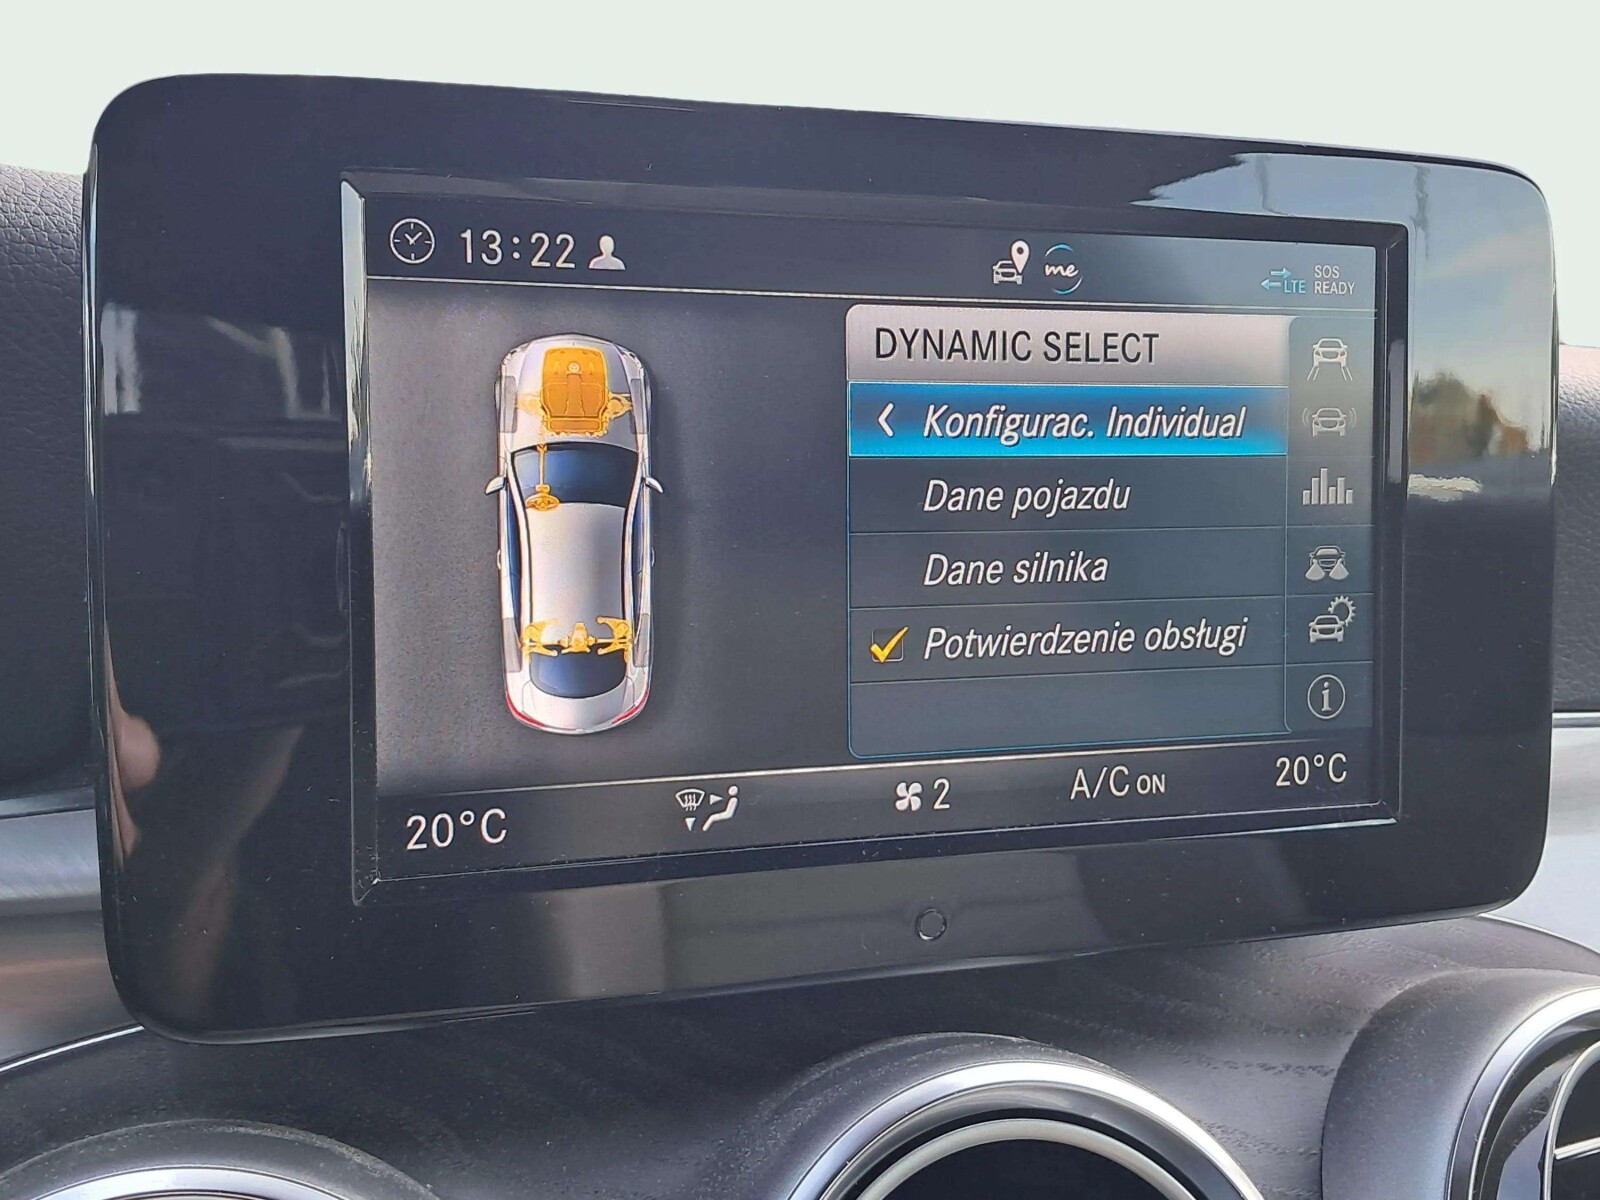 13:22
me
LTE
SOS
READY
DYNAMIC SELECT
Konfigurac. Individual
Dane pojazdu
Dane silnika
Potwierdzenie obsługi
20°C
2
A/C ON
20°C